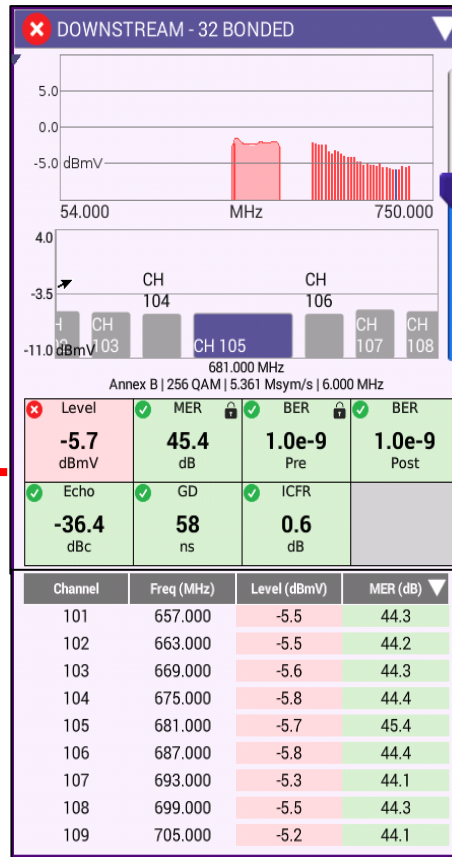 DOWNSTREAM - 32 BONDED
5.0
0.0
-5.0 dBmV
54.000 MHz 750.000
4.0
-3.5
-11.0 dBmV
CH 104
CH 106
CH 103
CH 105
CH 107
CH 108
681.000 MHz
Annex B | 256 QAM | 5.361 Msym/s | 6.000 MHz
Level MER BER BER
-5.7 45.4 1.0e-9 1.0e-9
dBmV dB Pre Post
Echo GD ICFR
-36.4 58 0.6
dBc ns dB
Channel Freq (MHz) Level (dBmV) MER (dB)
101 657.000 -5.5 44.3
102 663.000 -5.5 44.2
103 669.000 -5.6 44.3
104 675.000 -5.8 44.4
105 681.000 -5.7 45.4
106 687.000 -5.8 44.4
107 693.000 -5.3 44.1
108 699.000 -5.5 44.3
109 705.000 -5.2 44.1